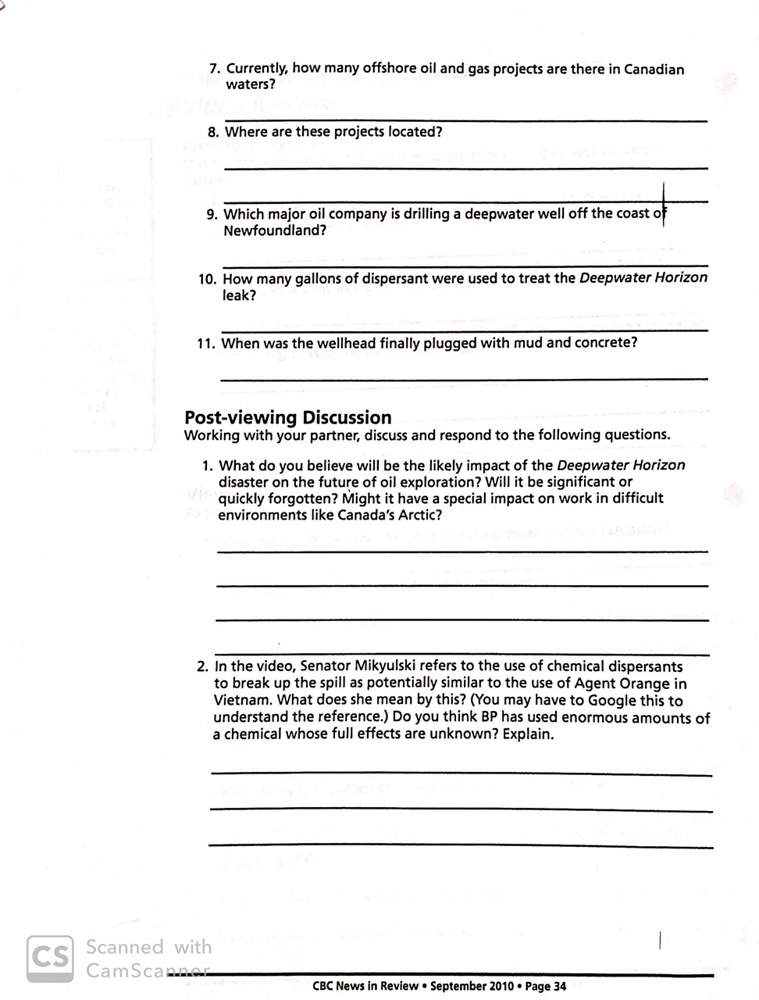 7. Currently, how many offshore oil and gas projects are there in Canadian
waters?
8. Where are these projects located?
9. Which major oil company is drilling a deepwater well off the coast of
Newfoundland?
10. How many gallons of dispersant were used to treat the Deepwater Horizon
leak?
11. When was the wellhead finally plugged with mud and concrete?
Post-viewing Discussion
Working with your partner, discuss and respond to the following questions.
1. What do you believe will be the likely impact of the Deepwater Horizon
disaster on the future of oil exploration? Will it be significant or
quickly forgotten? Might it have a special impact on work in difficult
environments like Canada's Arctic?
2. In the video, Senator Mikyulski refers to the use of chemical dispersants
to break up the spill as potentially similar to the use of Agent Orange in
Vietnam. What does she mean by this? (You may have to Google this to
understand the reference.) Do you think BP has used enormous amounts of
a chemical whose full effects are unknown? Explain.
CS Scanned with
CamScanner
CBC News in Review • September 2010 • Page 34